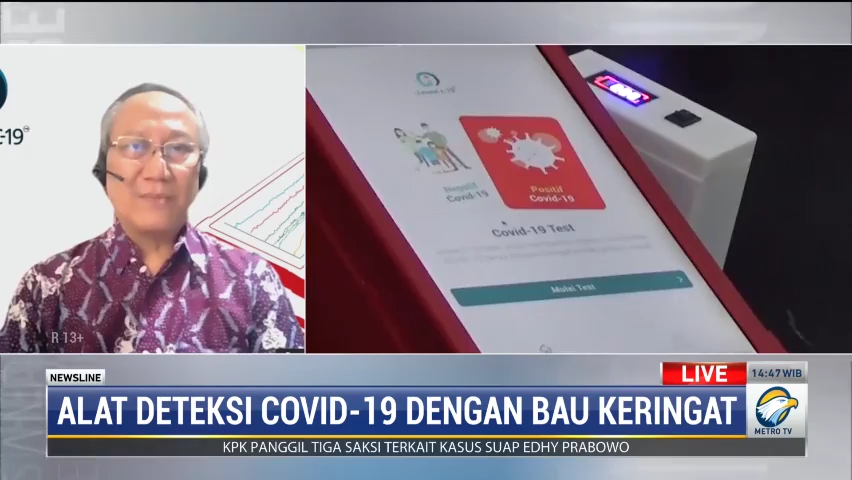 -19
R 13+
Negatif
Covid-19
Positif
Covid-19
Covid-19 Test
Mulai Test
NEWSLINE
LIVE
14:47 WIB
ALAT DETEKSI COVID-19 DENGAN BAU KERINGAT
METRO TV
KPK PANGGIL TIGA SAKSI TERKAIT KASUS SUAP EDHY PRABOWO